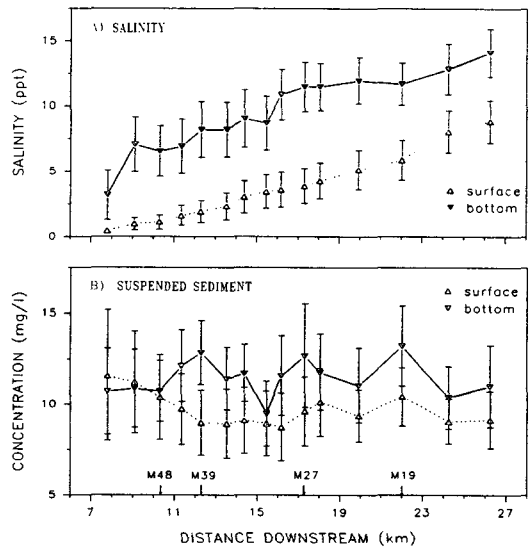 A) SALINITY
15
10
5
0
SALINITY (ppt)
surface
bottom
B) SUSPENDED SEDIMENT
surface
bottom
15
10
5
CONCENTRATION (mg/l)
M48 M39 M27 M19
7 11 15 19 23 27
DISTANCE DOWNSTREAM (km)